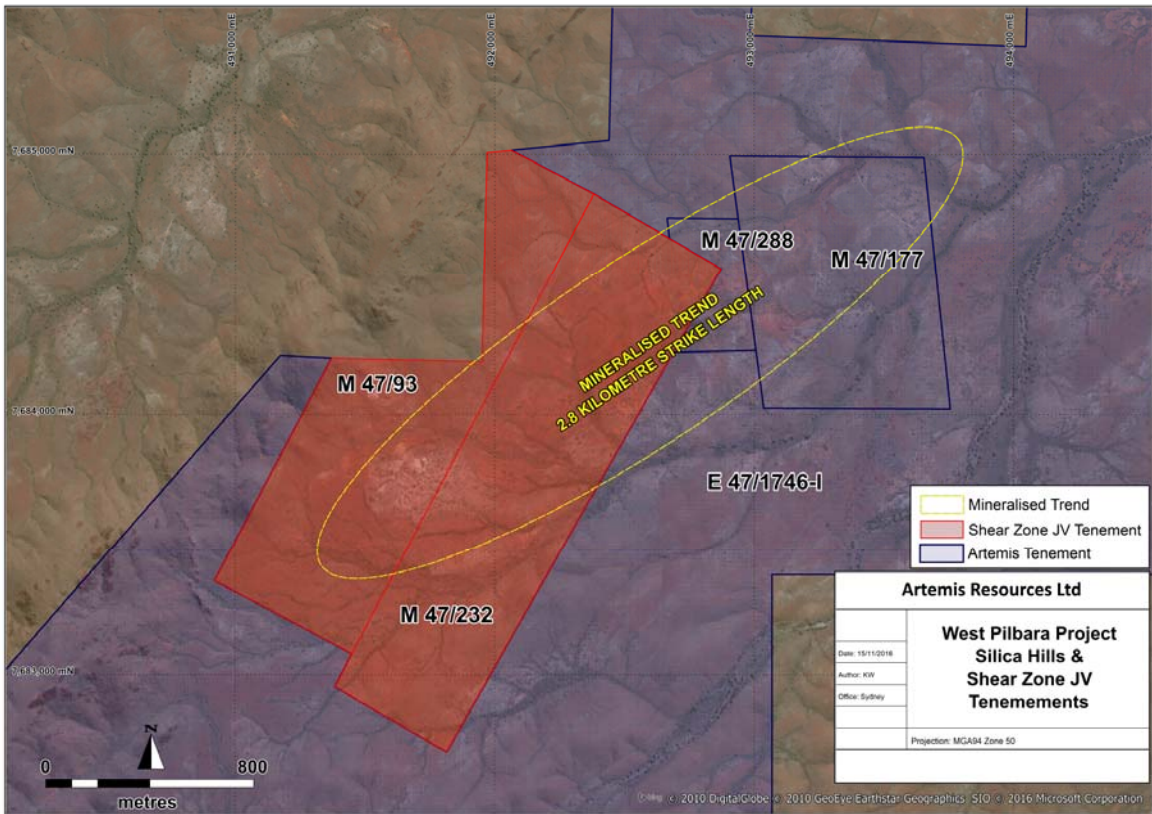 491,000 mE
492,000 mE
493,000 mE
494,000 mE
7,685,000 mN
7,684,000 mN
7,683,000 mN
M 47/288
M 47/177
MINERALISED TREND
2.8 KILOMETRE STRIKE LENGTH
M 47/93
E 47/1746-I
M 47/232
Mineralised Trend
Shear Zone JV Tenement
Artemis Tenement
Artemis Resources Ltd
West Pilbara Project
Silica Hills &
Shear Zone JV
Tenemements
Date: 15/11/2016
Author: KW
Office: Sydney
Projection: MGA94 Zone 50
N
0 800
metres
© 2010 DigitalGlobe © 2010 GeoEye Earthstar Geographics SIO © 2016 Microsoft Corporation